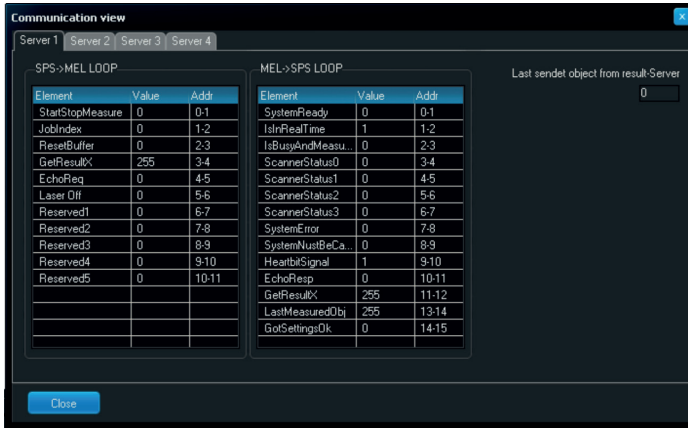 Communication view
Server 1 Server 2 Server 3 Server 4
SPS->MEL LOOP
Element Value Addr
StartStopMeasure 0 0-1
JobIndex 0 1-2
ResetBuffer 0 2-3
GetResultX 255 3-4
EchoReq 0 4-5
Laser Off 0 5-6
Reserved1 0 6-7
Reserved2 0 7-8
Reserved3 0 8-9
Reserved4 0 9-10
Reserved5 0 10-11
MEL->SPS LOOP
Element Value Addr
SystemReady 0 0-1
IsInRealTime 1 1-2
IsBusyAndMeasu... 0 2-3
ScannerStatus0 0 3-4
ScannerStatus1 0 4-5
ScannerStatus2 0 5-6
ScannerStatus3 0 6-7
SystemError 0 7-8
SystemNustBeCa... 0 8-9
HeartbitSignal 1 9-10
EchoResp 0 10-11
GetResultX 255 11-12
LastMeasuredObj 255 13-14
GotSettingsOk 0 14-15
Last sendet object from result-Server
0
Close